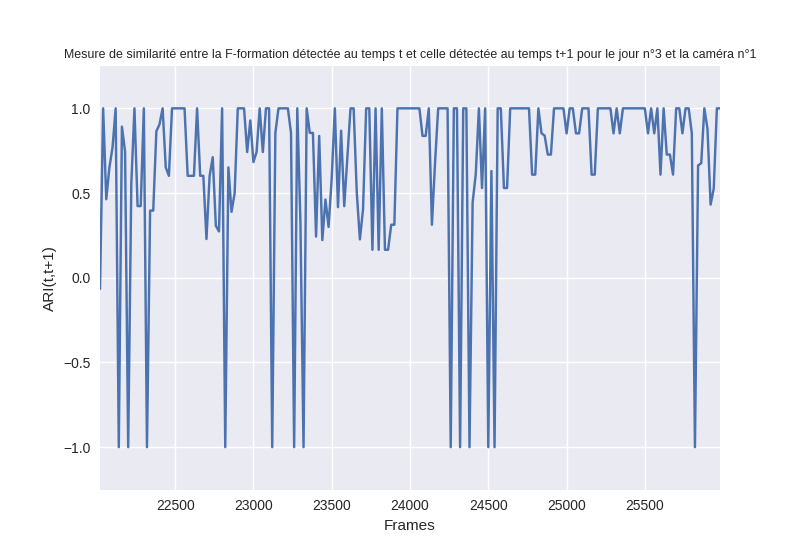 Mesure de similarité entre la F-formation détectée au temps t et celle détectée au temps t+1 pour le jour n°3 et la caméra n°1
1.0
0.5
0.0
−0.5
−1.0
ARI(t,t+1)
22500 23000 23500 24000 24500 25000 25500
Frames